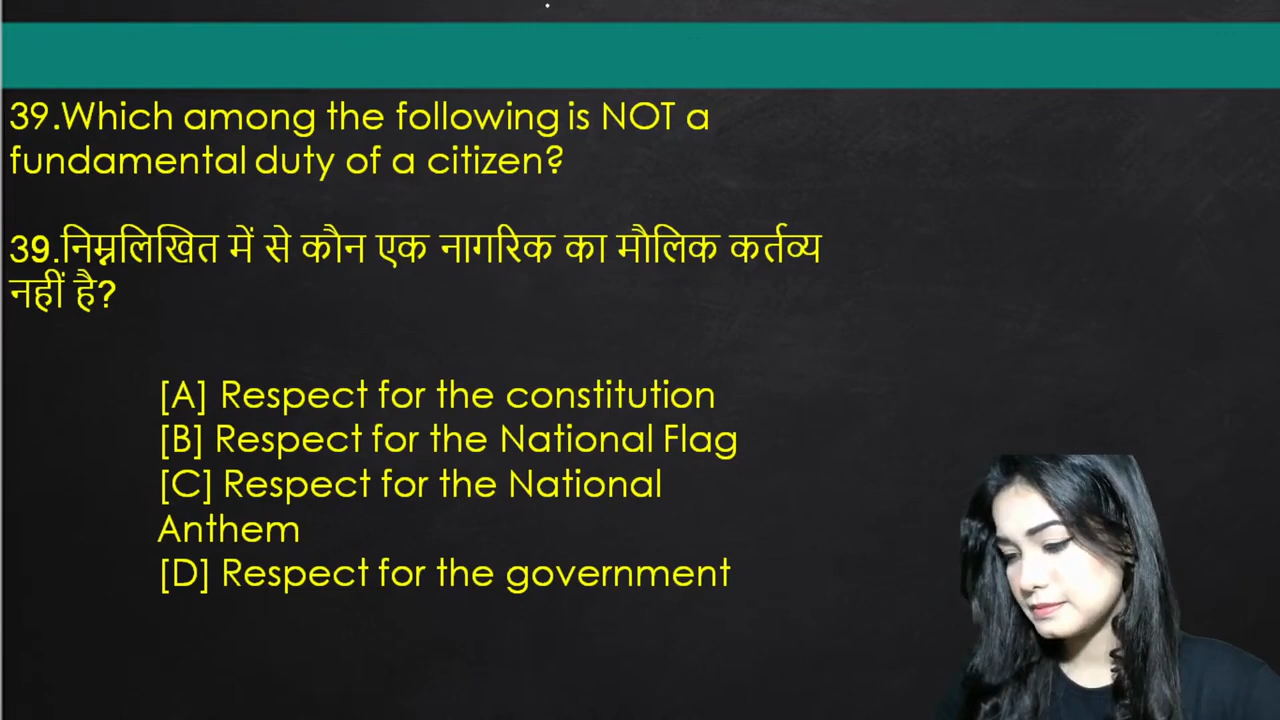 39.Which among the following is NOT a
fundamental duty of a citizen?
39.निम्नलिखित में से कौन एक नागरिक का मौलिक कर्तव्य
नहीं है?
[A] Respect for the constitution
[B] Respect for the National Flag
[C] Respect for the National
Anthem
[D] Respect for the government